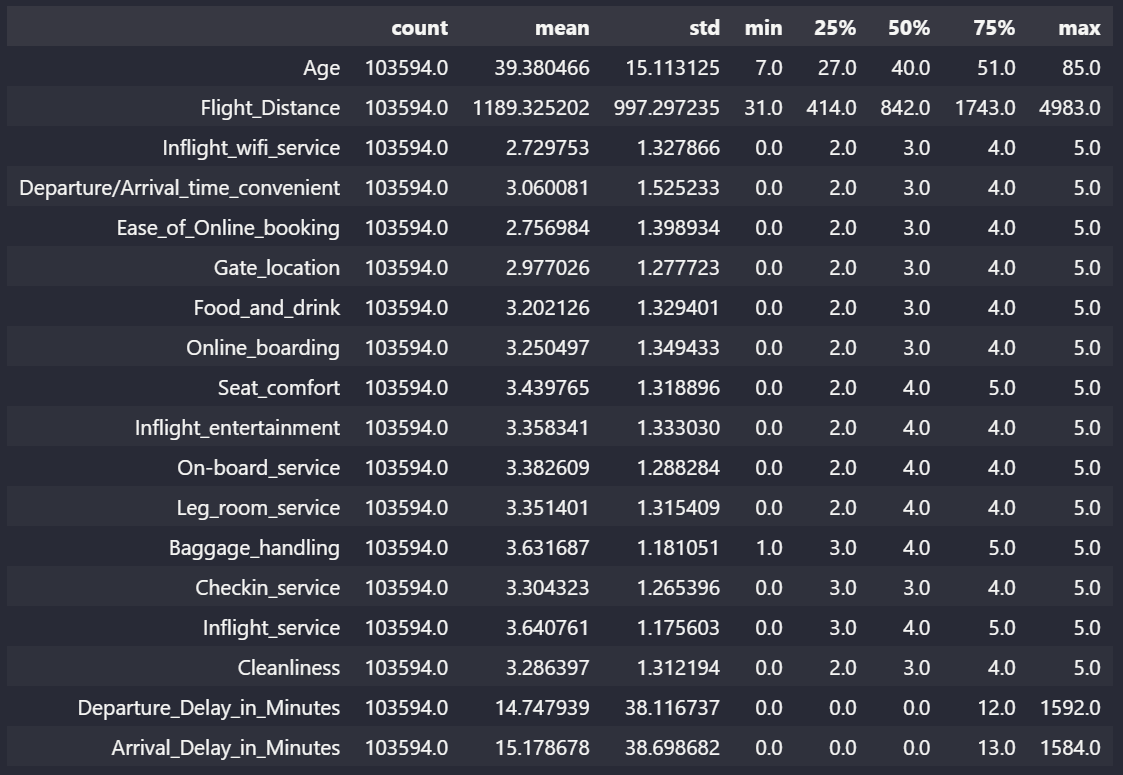 count mean std min 25% 50% 75% max
Age 103594.0 39.380466 15.113125 7.0 27.0 40.0 51.0 85.0
Flight_Distance 103594.0 1189.325202 997.297235 31.0 414.0 842.0 1743.0 4983.0
Inflight_wifi_service 103594.0 2.729753 1.327866 0.0 2.0 3.0 4.0 5.0
Departure/Arrival_time_convenient 103594.0 3.060081 1.525233 0.0 2.0 3.0 4.0 5.0
Ease_of_Online_booking 103594.0 2.756984 1.398934 0.0 2.0 3.0 4.0 5.0
Gate_location 103594.0 2.977026 1.277723 0.0 2.0 3.0 4.0 5.0
Food_and_drink 103594.0 3.202126 1.329401 0.0 2.0 3.0 4.0 5.0
Online_boarding 103594.0 3.250497 1.349433 0.0 2.0 3.0 4.0 5.0
Seat_comfort 103594.0 3.439765 1.318896 0.0 2.0 4.0 5.0 5.0
Inflight_entertainment 103594.0 3.358341 1.333030 0.0 2.0 4.0 4.0 5.0
On-board_service 103594.0 3.382609 1.288284 0.0 2.0 4.0 4.0 5.0
Leg_room_service 103594.0 3.351401 1.315409 0.0 2.0 4.0 4.0 5.0
Baggage_handling 103594.0 3.631687 1.181051 1.0 3.0 4.0 5.0 5.0
Checkin_service 103594.0 3.304323 1.265396 0.0 3.0 3.0 4.0 5.0
Inflight_service 103594.0 3.640761 1.175603 0.0 3.0 4.0 5.0 5.0
Cleanliness 103594.0 3.286397 1.312194 0.0 2.0 3.0 4.0 5.0
Departure_Delay_in_Minutes 103594.0 14.747939 38.116737 0.0 0.0 0.0 12.0 1592.0
Arrival_Delay_in_Minutes 103594.0 15.178678 38.698682 0.0 0.0 0.0 13.0 1584.0